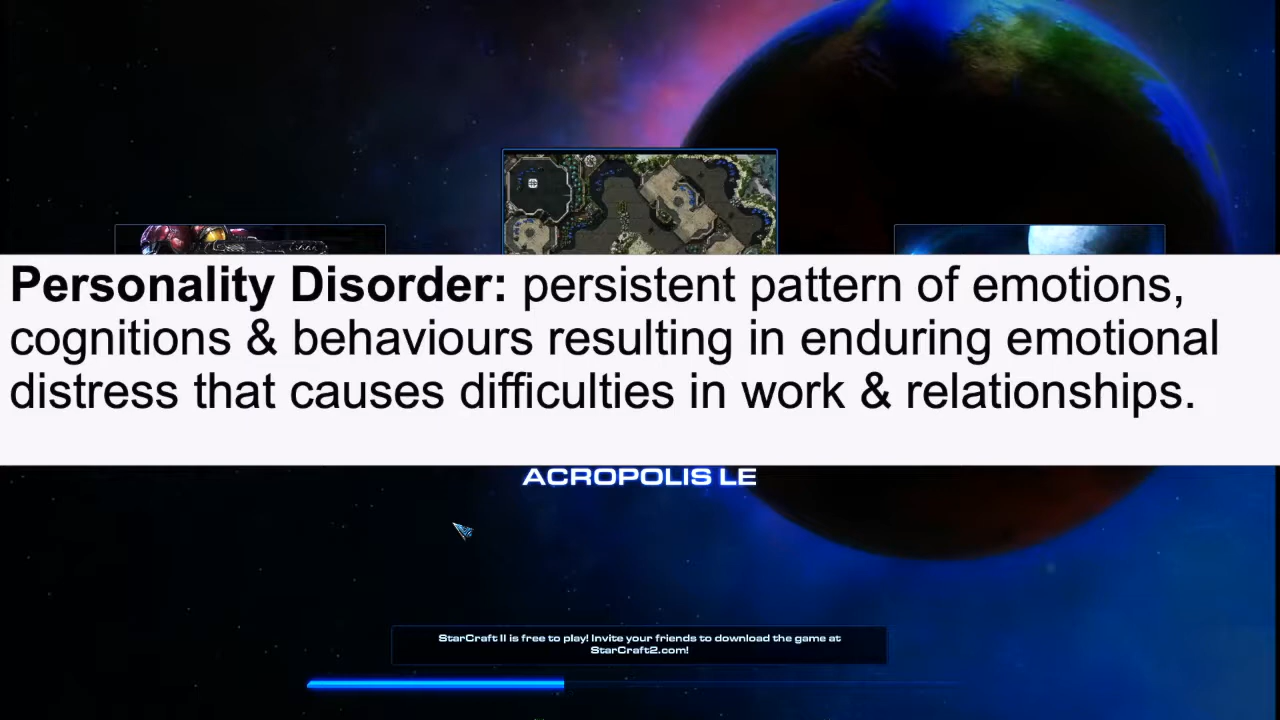 Personality Disorder: persistent pattern of emotions,
cognitions & behaviours resulting in enduring emotional
distress that causes difficulties in work & relationships.
ACROPOLIS LE
StarCraft II is free to play! Invite your friends to download the game at
StarCraft2.com!